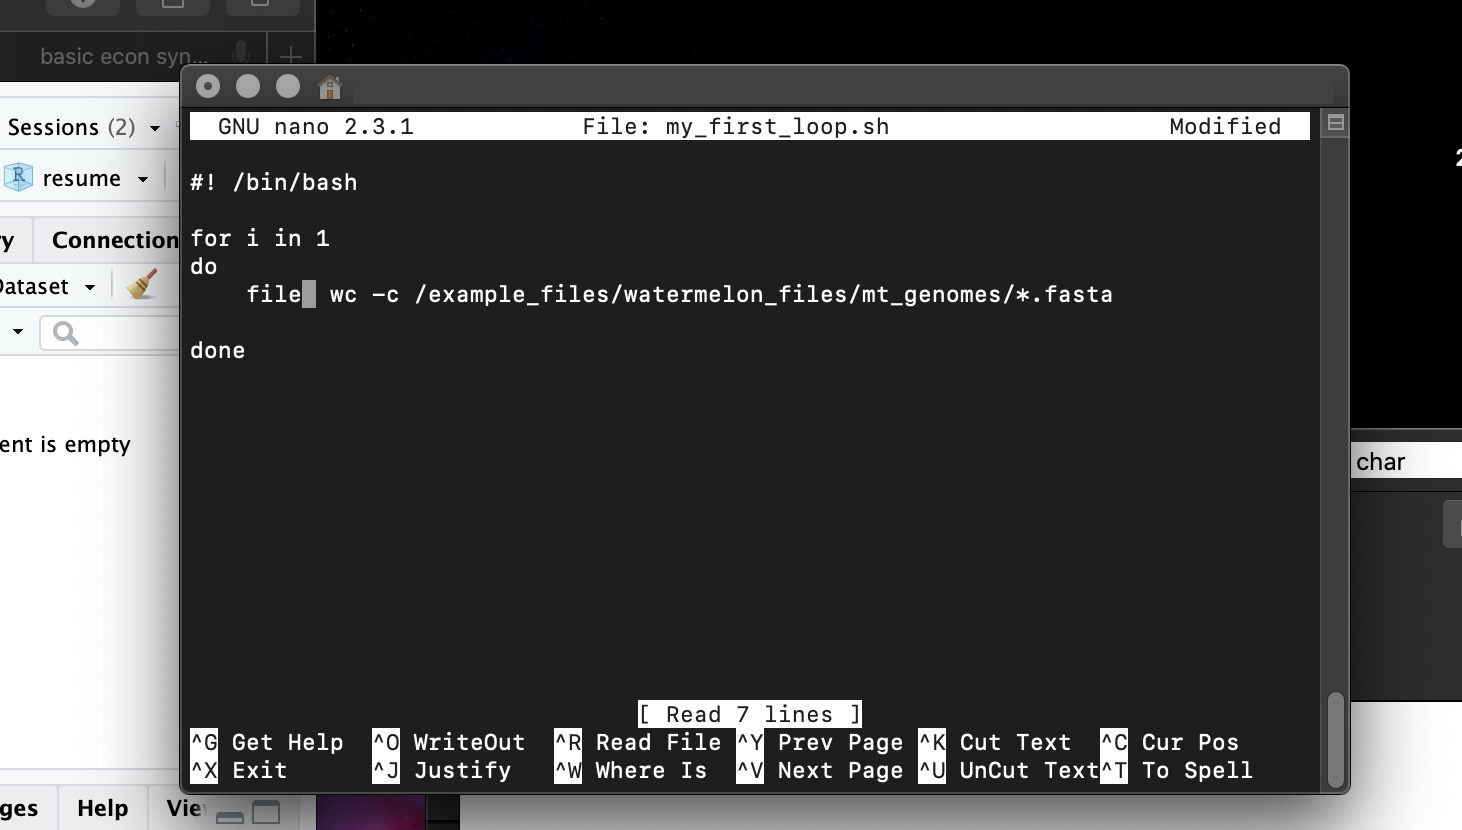 basic econ syn...
Sessions (2)
resume
Connection
ataset
ent is empty
ges Help Vie
GNU nano 2.3.1 File: my_first_loop.sh Modified
#! /bin/bash
for i in 1
do
file wc -c /example_files/watermelon_files/mt_genomes/*.fasta
done
[ Read 7 lines ]
^G Get Help ^O WriteOut ^R Read File ^Y Prev Page ^K Cut Text ^C Cur Pos
^X Exit ^J Justify ^W Where Is ^V Next Page ^U UnCut Text ^T To Spell
char